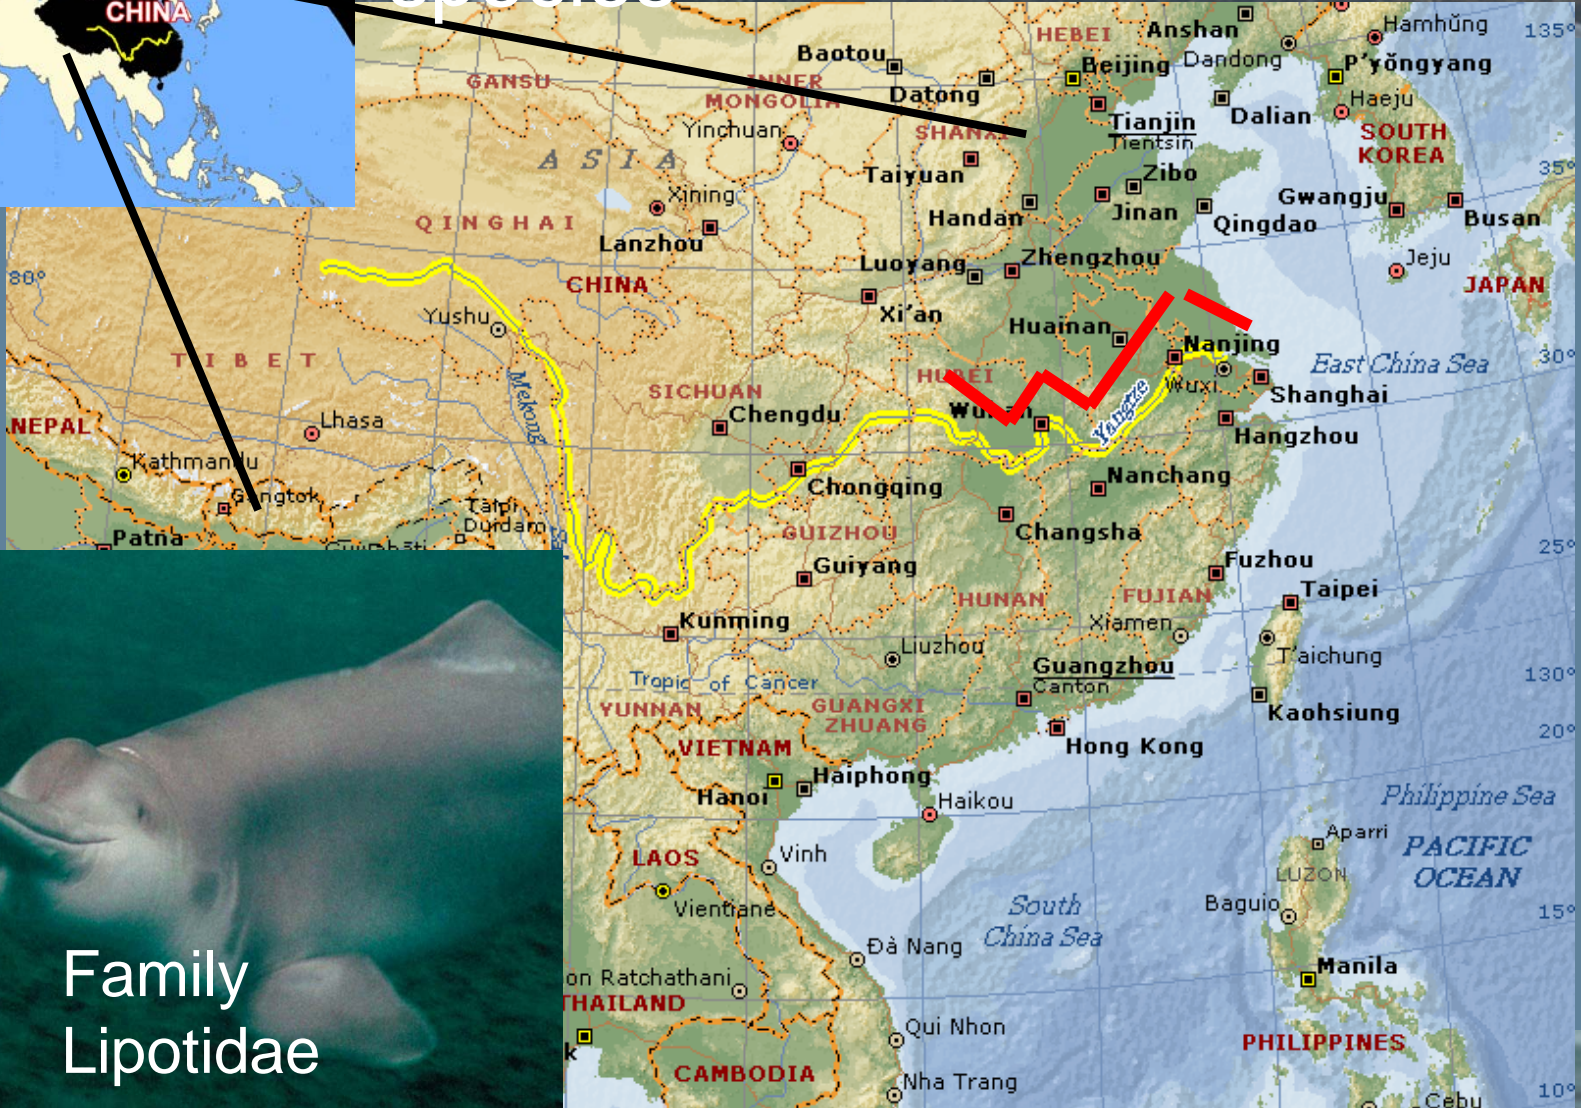 species
CHINA
135°
Anshan
Hamhŭng
HEBEI
Baotou
Beijing
Dandong
P'yŏngyang
GANSU
INNER
MONGOLIA
Datong
Haeju
Dalian
Tianjin
Tientsin
SOUTH
KOREA
Yinchuan
SHANXI
ASIA
35°
Taiyuan
Zibo
Xining
Jinan
Gwangju
Busan
Handan
Qingdao
QINGHAI
Lanzhou
Zhengzhou
Luoyang
Jeju
80°
CHINA
JAPAN
Xi'an
Yushu
Huainan
Nanjing
TIBET
East China Sea
30°
HUBEI
Wuxi
Mekong
SICHUAN
Shanghai
Yangtze
Chengdu
Wuhan
Lhasa
NEPAL
Hangzhou
Kathmandu
Nanchang
Chongqing
Gangtok
Changsha
GUIZHOU
Patna
25°
Guiyang
Fuzhou
Taipei
HUNAN
FUJIAN
Kunming
Xiamen
Liuzhou
T'aichung
Guangzhou
Canton
Tropic of Cancer
130°
YUNNAN
GUANGXI
ZHUANG
Kaohsiung
20°
VIETNAM
Hong Kong
Haiphong
Hanoi
Haikou
Philippine Sea
Aparri
PACIFIC
OCEAN
LAOS
Vinh
LUZON
Vientiane
Baguio
South
China Sea
15°
Đà Nang
Family
Lipotidae
on Ratchathani
Manila
THAILAND
Qui Nhon
PHILIPPINES
k
CAMBODIA
Nha Trang
10°
Cebu